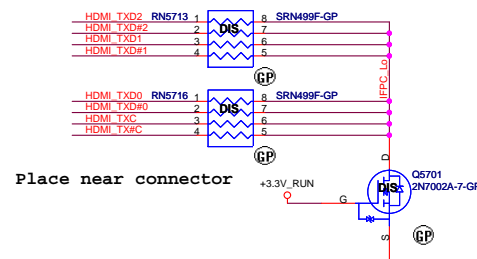 HDMI_TXD2 RN5713 1 8 SRN499F-GP
HDMI_TXD#2 2 DIS 7
HDMI_TXD1 3 6
HDMI_TXD#1 4 5
IFPC_Lo
GP
HDMI_TXD0 RN5716 1 8 SRN499F-GP
HDMI_TXD#0 2 DIS 7
HDMI_TXC 3 6
HDMI_TX#C 4 5
GP
D
Place near connector
+3.3V_RUN
Q5701
G DIS 2N7002A-7-GP
S
GP